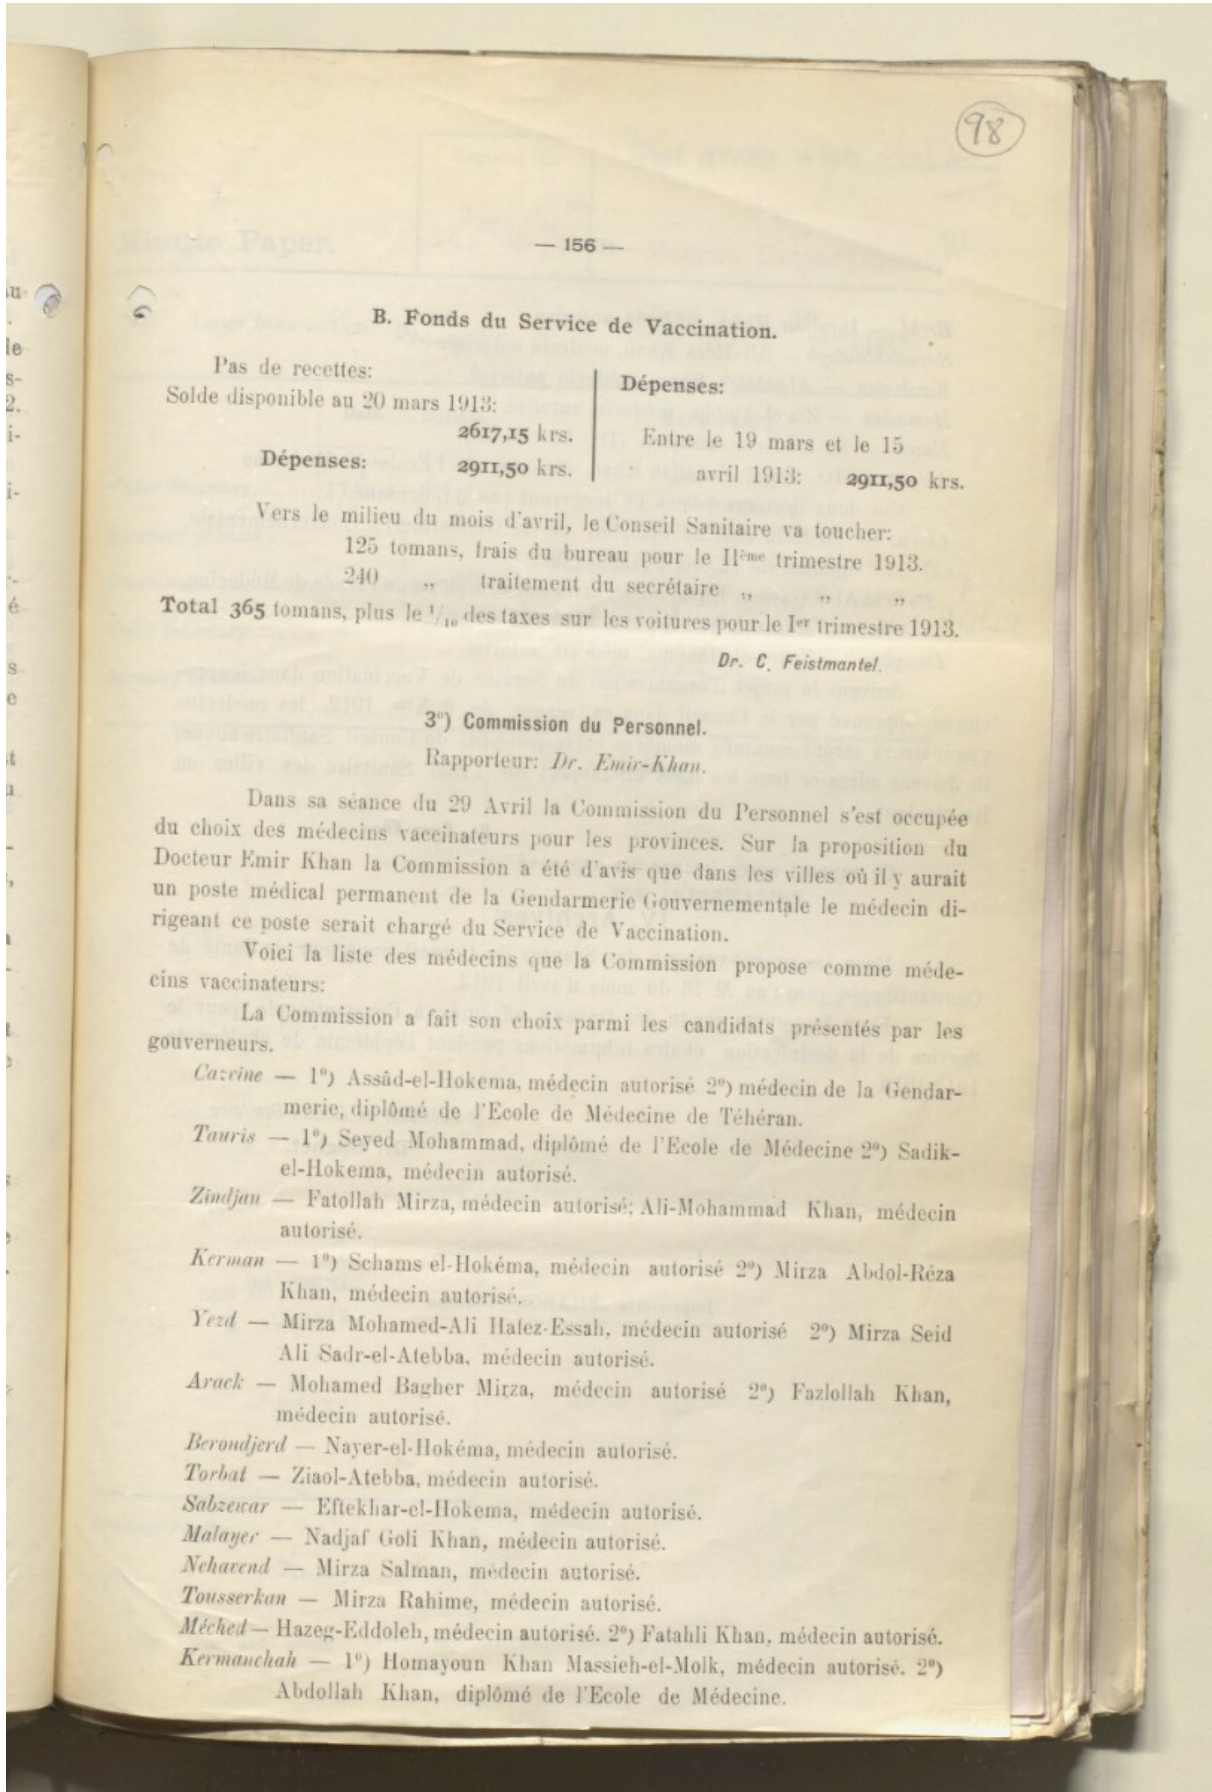 98
— 156 —
B. Fonds du Service de Vaccination.
Pas de recettes:
Solde disponible au 20 mars 1913:
2617,15 krs.
Dépenses: 2911,50 krs.
Dépenses:
Entre le 19 mars et le 15
avril 1913: 2911,50 krs.
Vers le milieu du mois d'avril, le Conseil Sanitaire va toucher:
125 tomans, frais du bureau pour le IIème trimestre 1913.
240 „ traitement du secrétaire „ „ „
Total 365 tomans, plus le 1/10 des taxes sur les voitures pour le Ier trimestre 1913.
Dr. C. Feistmantel.
3º) Commission du Personnel.
Rapporteur: Dr. Emir-Khan.
Dans sa séance du 29 Avril la Commission du Personnel s'est occupée
du choix des médecins vaccinateurs pour les provinces. Sur la proposition du
Docteur Emir Khan la Commission a été d'avis que dans les villes où il y aurait
un poste médical permanent de la Gendarmerie Gouvernementale le médecin di-
rigeant ce poste serait chargé du Service de Vaccination.
Voici la liste des médecins que la Commission propose comme méde-
cins vaccinateurs:
La Commission a fait son choix parmi les candidats présentés par les
gouverneurs.
Cazvine — 1º) Assâd-el-Hokema, médecin autorisé 2º) médecin de la Gendar-
merie, diplômé de l'Ecole de Médecine de Téhéran.
Tauris — 1º) Seyed Mohammad, diplômé de l'Ecole de Médecine 2º) Sadik-
el-Hokema, médecin autorisé.
Zindjan — Fatollah Mirza, médecin autorisé; Ali-Mohammad Khan, médecin
autorisé.
Kerman — 1º) Schams el-Hokéma, médecin autorisé 2º) Mirza Abdol-Réza
Khan, médecin autorisé.
Yezd — Mirza Mohamed-Ali Hafez-Essah, médecin autorisé 2º) Mirza Seid
Ali Sadr-el-Atebba, médecin autorisé.
Arack — Mohamed Bagher Mirza, médecin autorisé 2º) Fazlollah Khan,
médecin autorisé.
Beroudjerd — Nayer-el-Hokéma, médecin autorisé.
Torbat — Ziaol-Atebba, médecin autorisé.
Sabzewar — Eftekhar-el-Hokema, médecin autorisé.
Malayer — Nadjaf Goli Khan, médecin autorisé.
Nehavend — Mirza Salman, médecin autorisé.
Tousserkan — Mirza Rahime, médecin autorisé.
Méched — Hazeg-Eddoleh, médecin autorisé. 2º) Fatahli Khan, médecin autorisé.
Kermanchah — 1º) Homayoun Khan Massieh-el-Molk, médecin autorisé. 2º)
Abdollah Khan, diplômé de l'Ecole de Médecine.